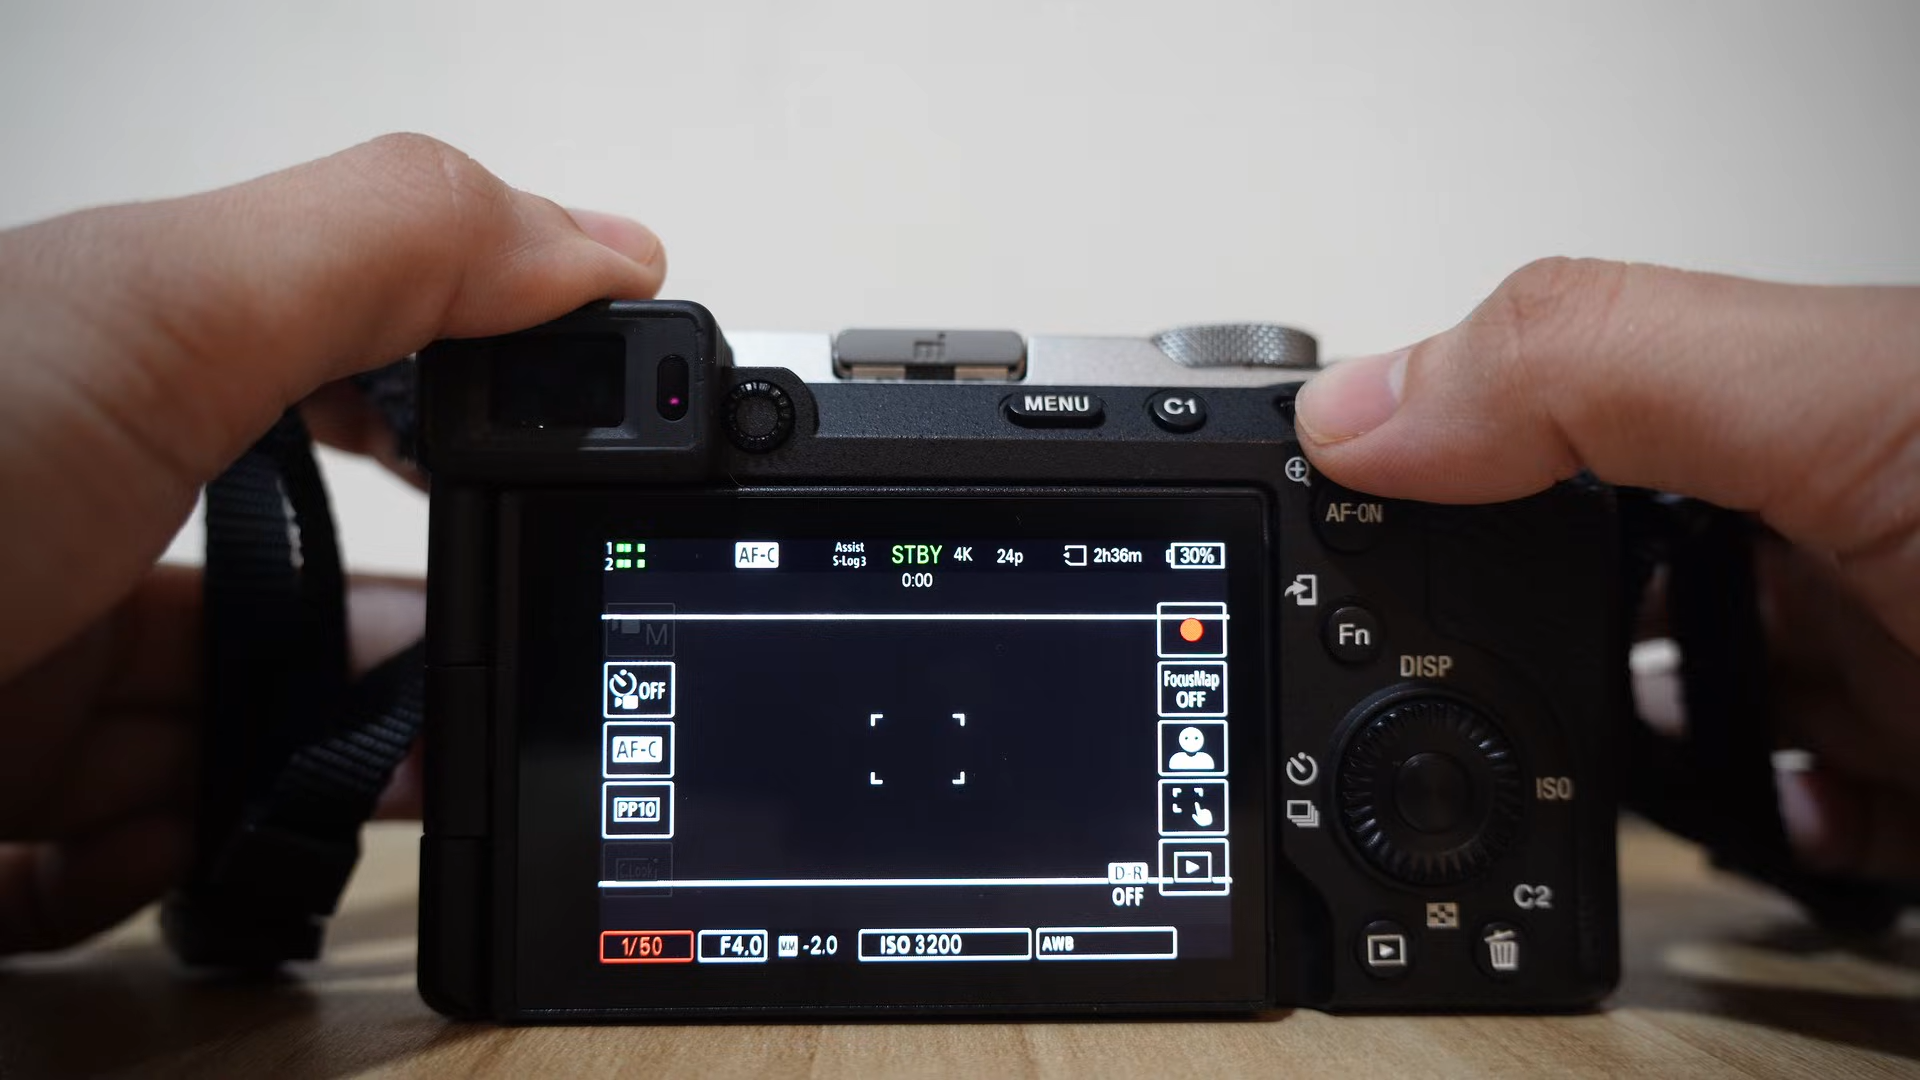 MENU
C1
AF-ON
Fn
DISP
ISO
C2
1
2
AF-C
Assist
S-Log3
STBY
4K
24p
2h36m
30%
0:00
M
OFF
AF-C
PP10
FocusMap
OFF
D-R
OFF
1/50
F4.0
M.M. -2.0
ISO 3200
AWB